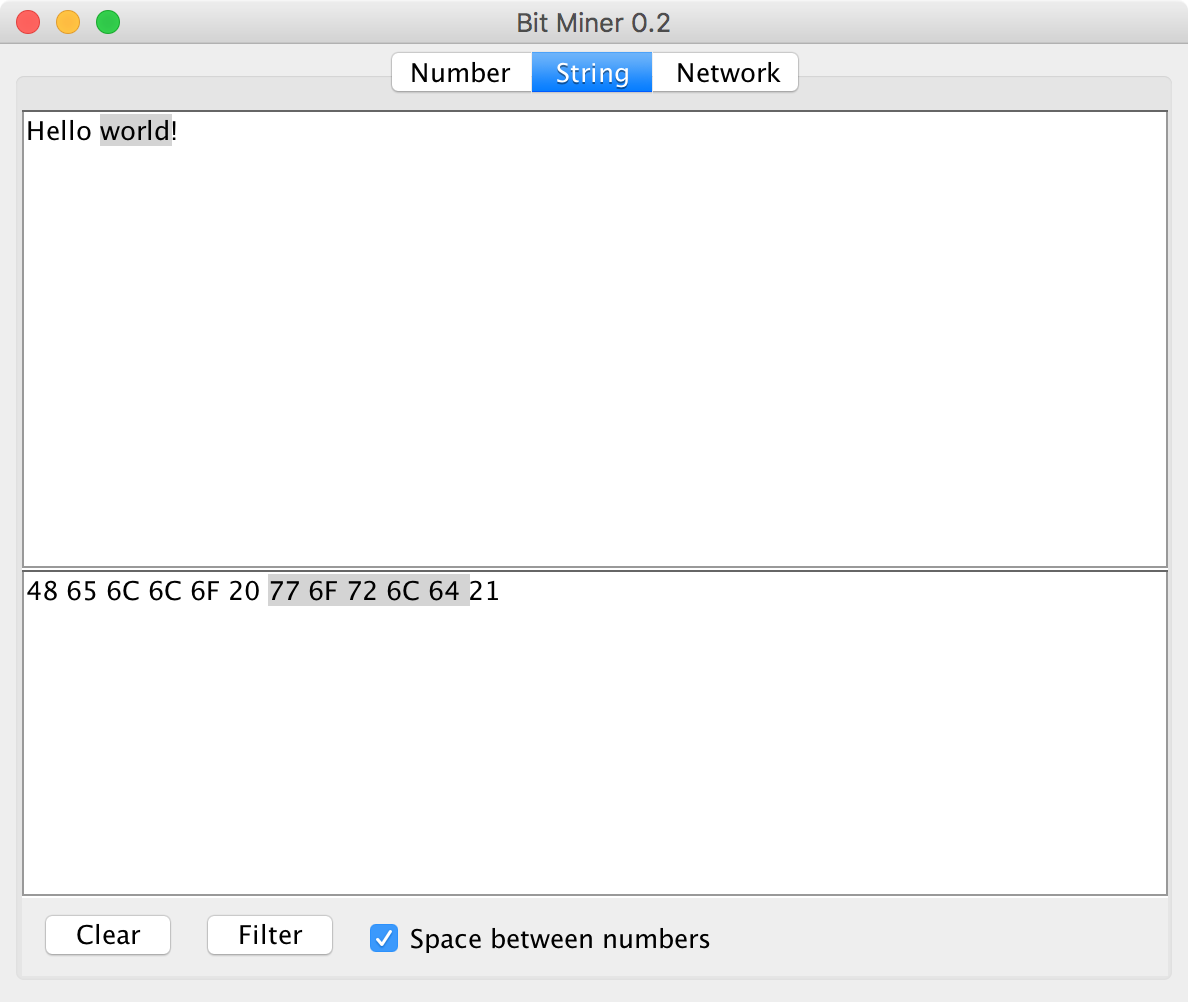 Bit Miner 0.2
Number String Network
Hello world!
48 65 6C 6C 6F 20 77 6F 72 6C 64 21
Clear Filter Space between numbers